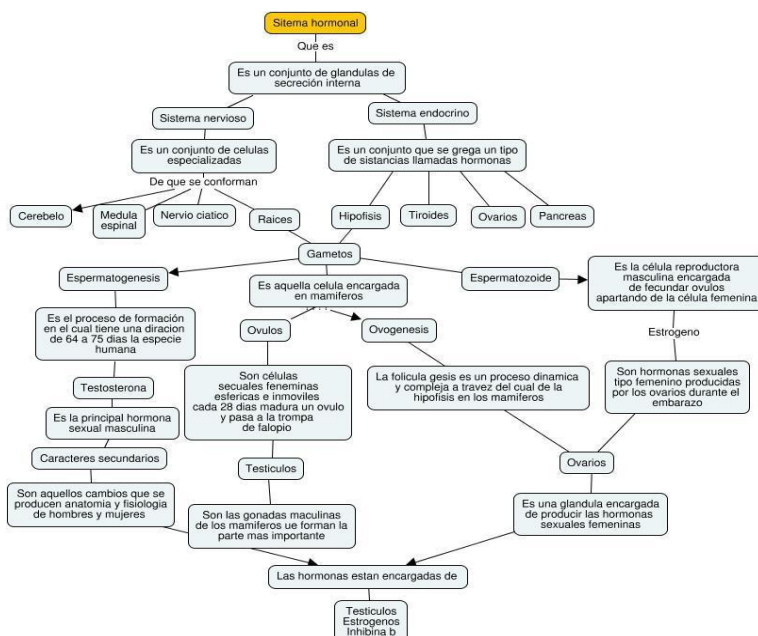 Sitema hormonal
Que es
Es un conjunto de glandulas de
secreción interna
Sistema nervioso
Sistema endocrino
Es un conjunto de celulas
especializadas
Es un conjunto que se grega un tipo
de sistancias llamadas hormonas
De que se conforman
Cerebelo
Medula
espinal
Nervio ciatico
Raices
Hipofisis
Tiroides
Ovarios
Pancreas
Gametos
Espermatogenesis
Es aquella celula encargada
en mamiferos
Espermatozoide
Es la célula reproductora
masculina encargada
de fecundar ovulos
apartando de la célula femenina
Es el proceso de formación
en el cual tiene una diracion
de 64 a 75 dias la especie
humana
Ovulos
Ovogenesis
Estrogeno
Son células
secuales feneminas
esfericas e inmoviles
cada 28 dias madura un ovulo
y pasa a la trompa
de falopio
La folicula gesis es un proceso dinamica
y compleja a travez del cual de la
hipofisis en los mamiferos
Son hormonas sexuales
tipo femenino producidas
por los ovarios durante el
embarazo
Testosterona
Es la principal hormona
sexual masculina
Caracteres secundarios
Testiculos
Ovarios
Son aquellos cambios que se
producen anatomia y fisiologia
de hombres y mujeres
Son las gonadas maculinas
de los mamiferos ue forman la
parte mas importante
Es una glandula encargada
de producir las hormonas
sexuales femeninas
Las hormonas estan encargadas de
Testiculos
Estrogenos
Inhibina b